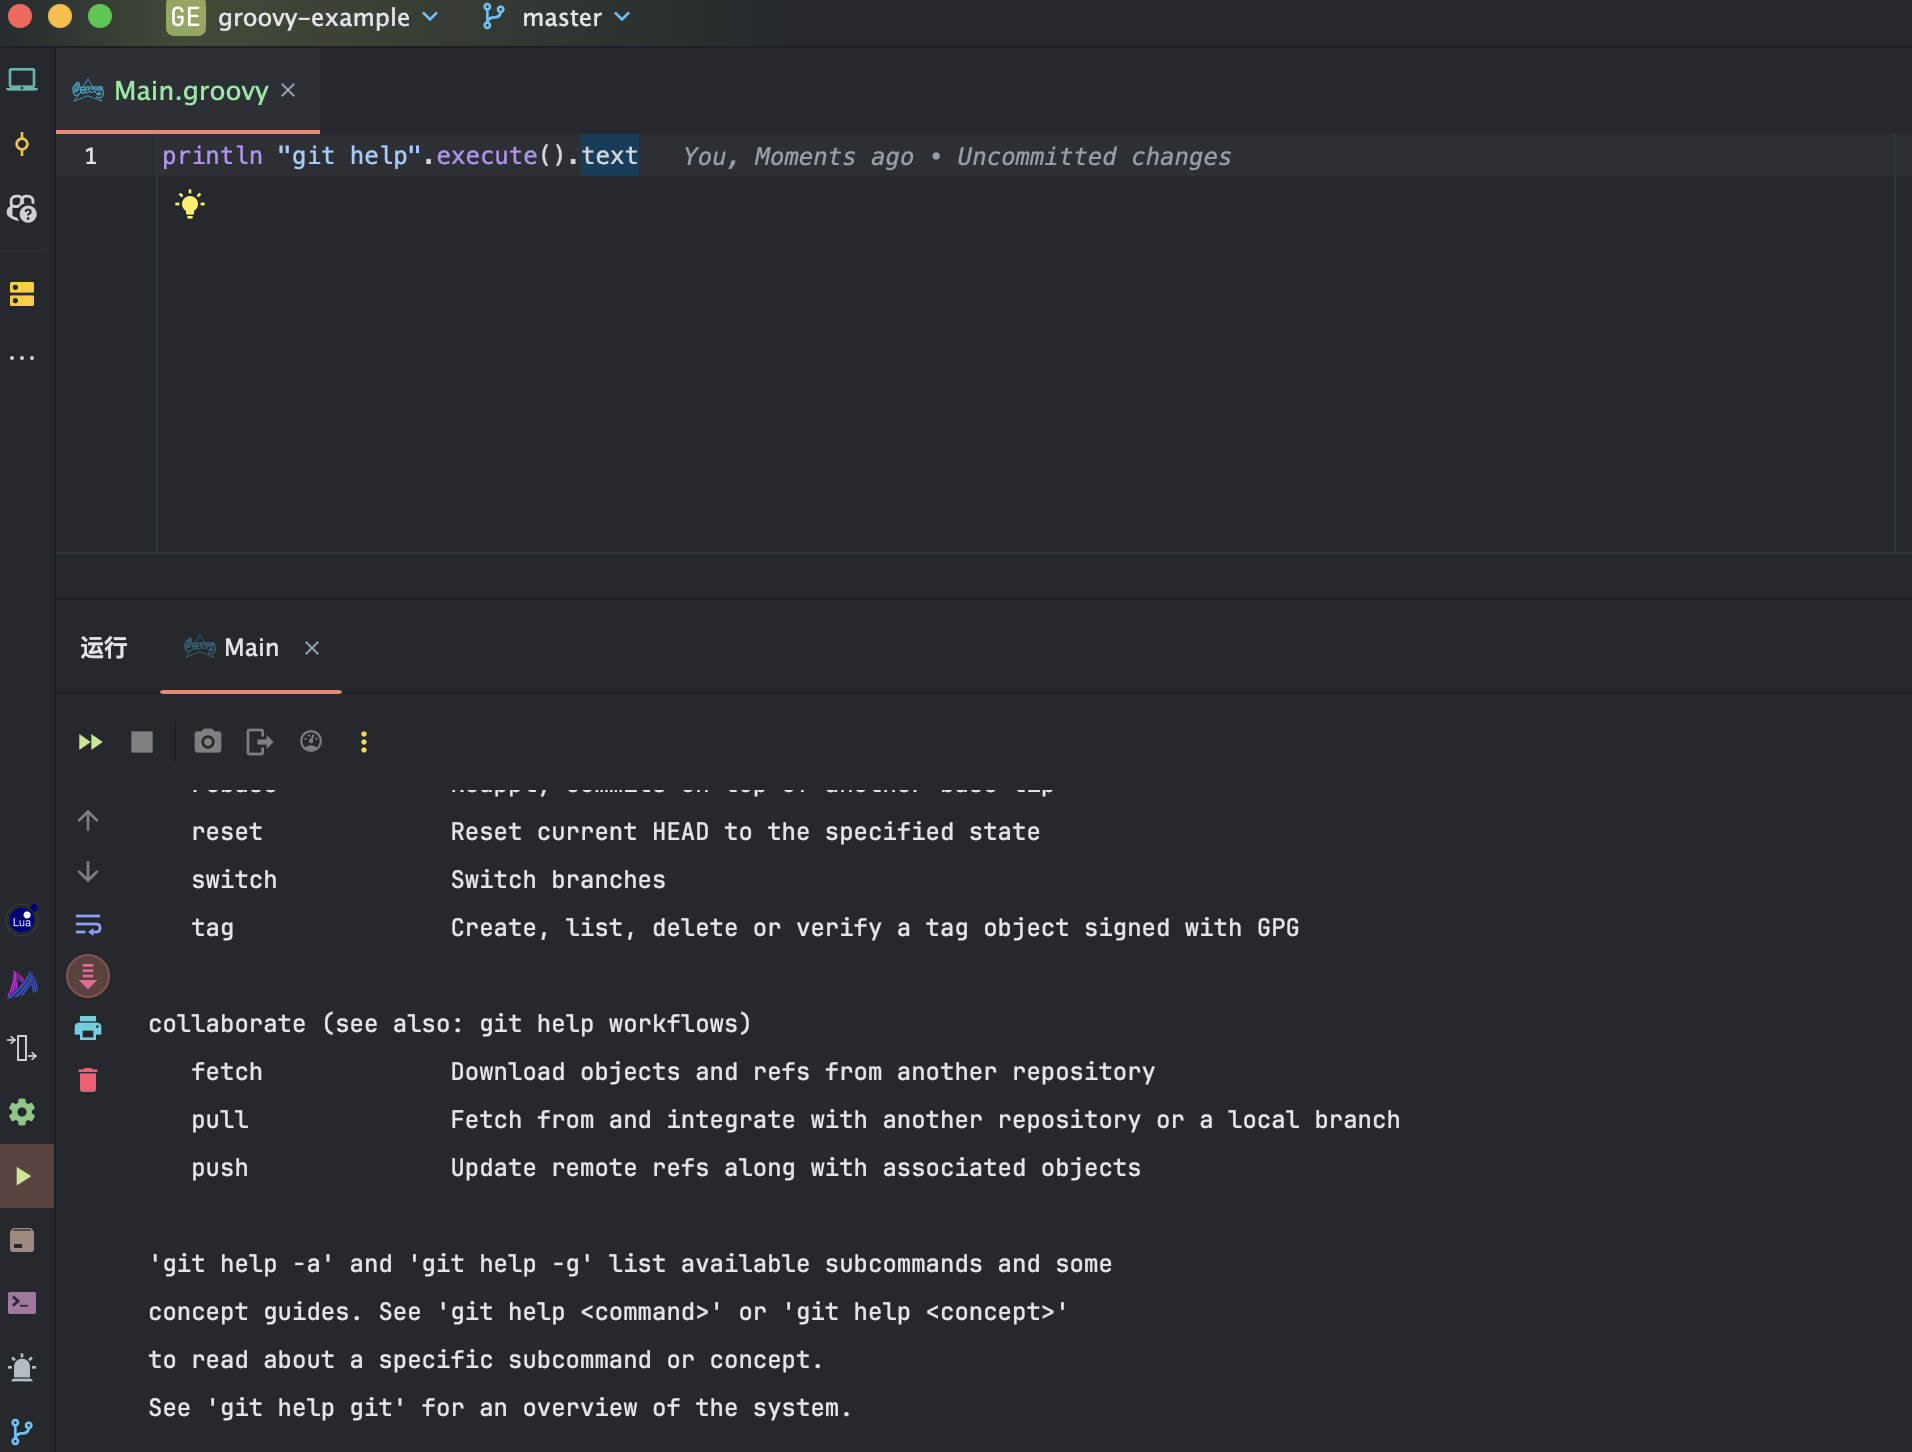 GE groovy-example master
Main.groovy
1 println "git help".execute().text You, Moments ago • Uncommitted changes
运行 Main
reset Reset current HEAD to the specified state
switch Switch branches
tag Create, list, delete or verify a tag object signed with GPG
collaborate (see also: git help workflows)
fetch Download objects and refs from another repository
pull Fetch from and integrate with another repository or a local branch
push Update remote refs along with associated objects
'git help -a' and 'git help -g' list available subcommands and some
concept guides. See 'git help <command>' or 'git help <concept>'
to read about a specific subcommand or concept.
See 'git help git' for an overview of the system.
Lua